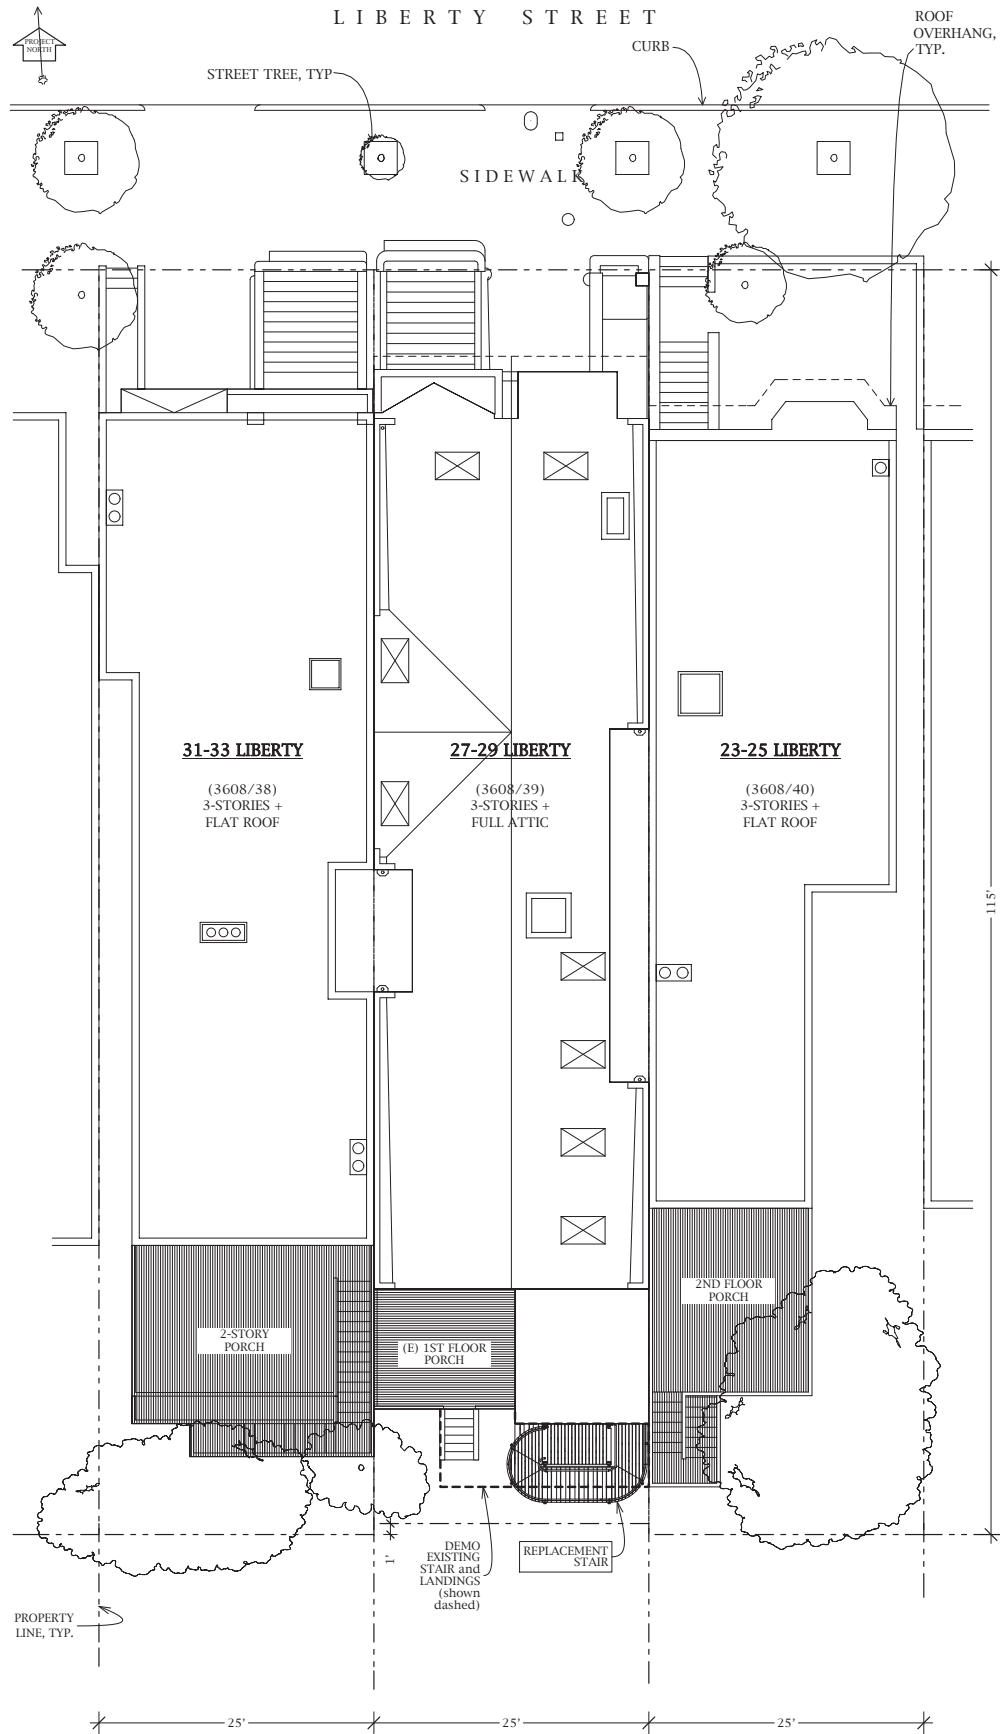 LIBERTY STREET
PROJECT
NORTH
ROOF
OVERHANG,
TYP.
CURB
STREET TREE, TYP
SIDEWALK
31-33 LIBERTY
(3608/38)
3-STORIES +
FLAT ROOF
27-29 LIBERTY
(3608/39)
3-STORIES +
FULL ATTIC
23-25 LIBERTY
(3608/40)
3-STORIES +
FLAT ROOF
115'
2-STORY
PORCH
(E) 1ST FLOOR
PORCH
2ND FLOOR
PORCH
1'
DEMO
EXISTING
STAIR and
LANDINGS
(shown
dashed)
REPLACEMENT
STAIR
PROPERTY
LINE, TYP.
25'
25'
25'